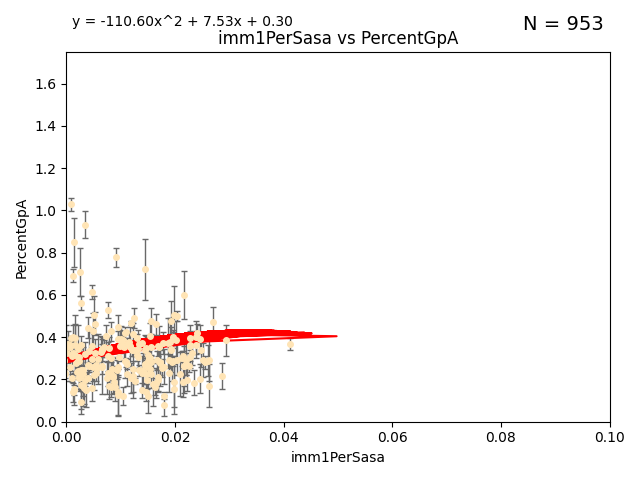 y = -110.60x^2 + 7.53x + 0.30
N = 953
imm1PerSasa vs PercentGpA
1.6
1.4
1.2
1.0
0.8
0.6
0.4
0.2
0.0
PercentGpA
0.00 0.02 0.04 0.06 0.08 0.10
imm1PerSasa